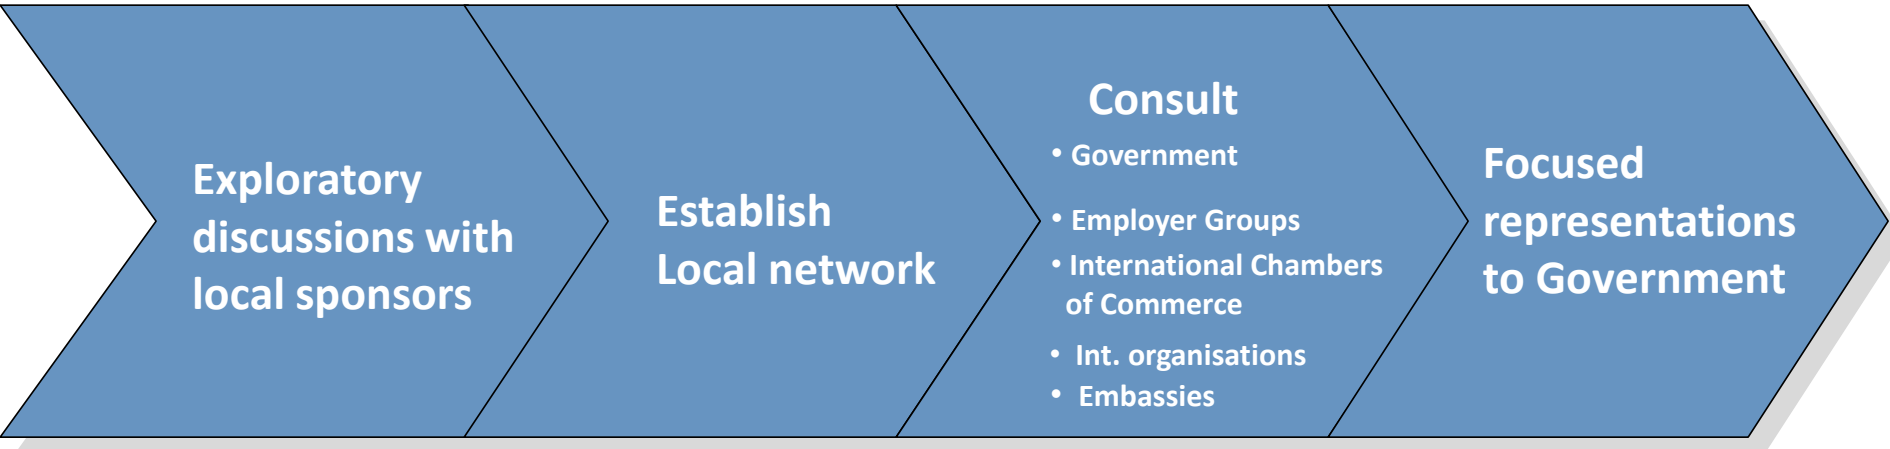 Exploratory
discussions with
local sponsors
Establish
Local network
Consult
• Government
• Employer Groups
• International Chambers
of Commerce
• Int. organisations
• Embassies
Focused
representations
to Government